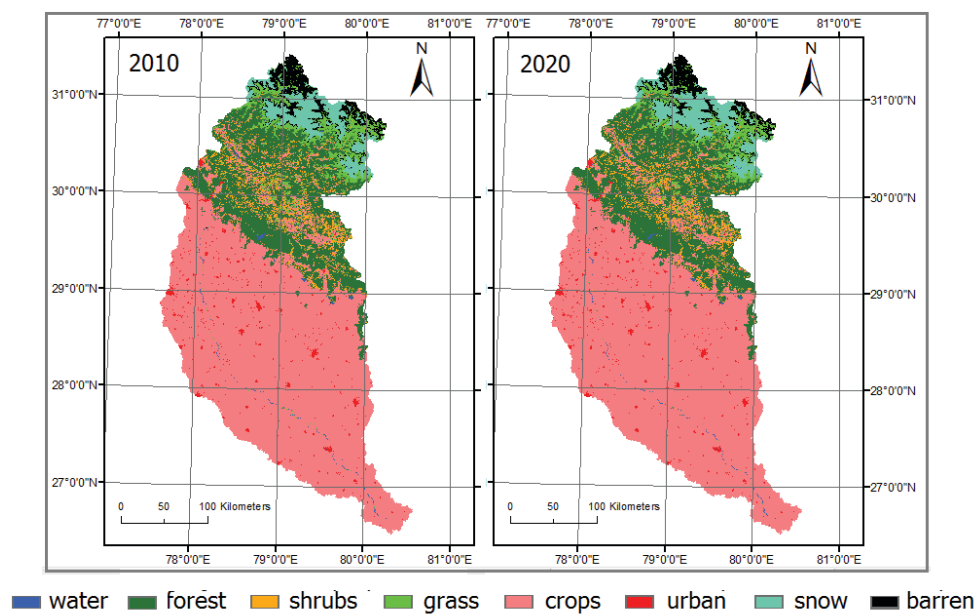 77°0'0"E 78°0'0"E 79°0'0"E 80°0'0"E 81°0'0"E 77°0'0"E 78°0'0"E 79°0'0"E 80°0'0"E 81°0'0"E
2010 N 2020 N
31°0'0"N 31°0'0"N
30°0'0"N 30°0'0"N
29°0'0"N 29°0'0"N
28°0'0"N 28°0'0"N
27°0'0"N 27°0'0"N
0 50 100 Kilometers 0 50 100 Kilometers
78°0'0"E 79°0'0"E 80°0'0"E 81°0'0"E 78°0'0"E 79°0'0"E 80°0'0"E 81°0'0"E
water forest shrubs grass crops urban snow barren